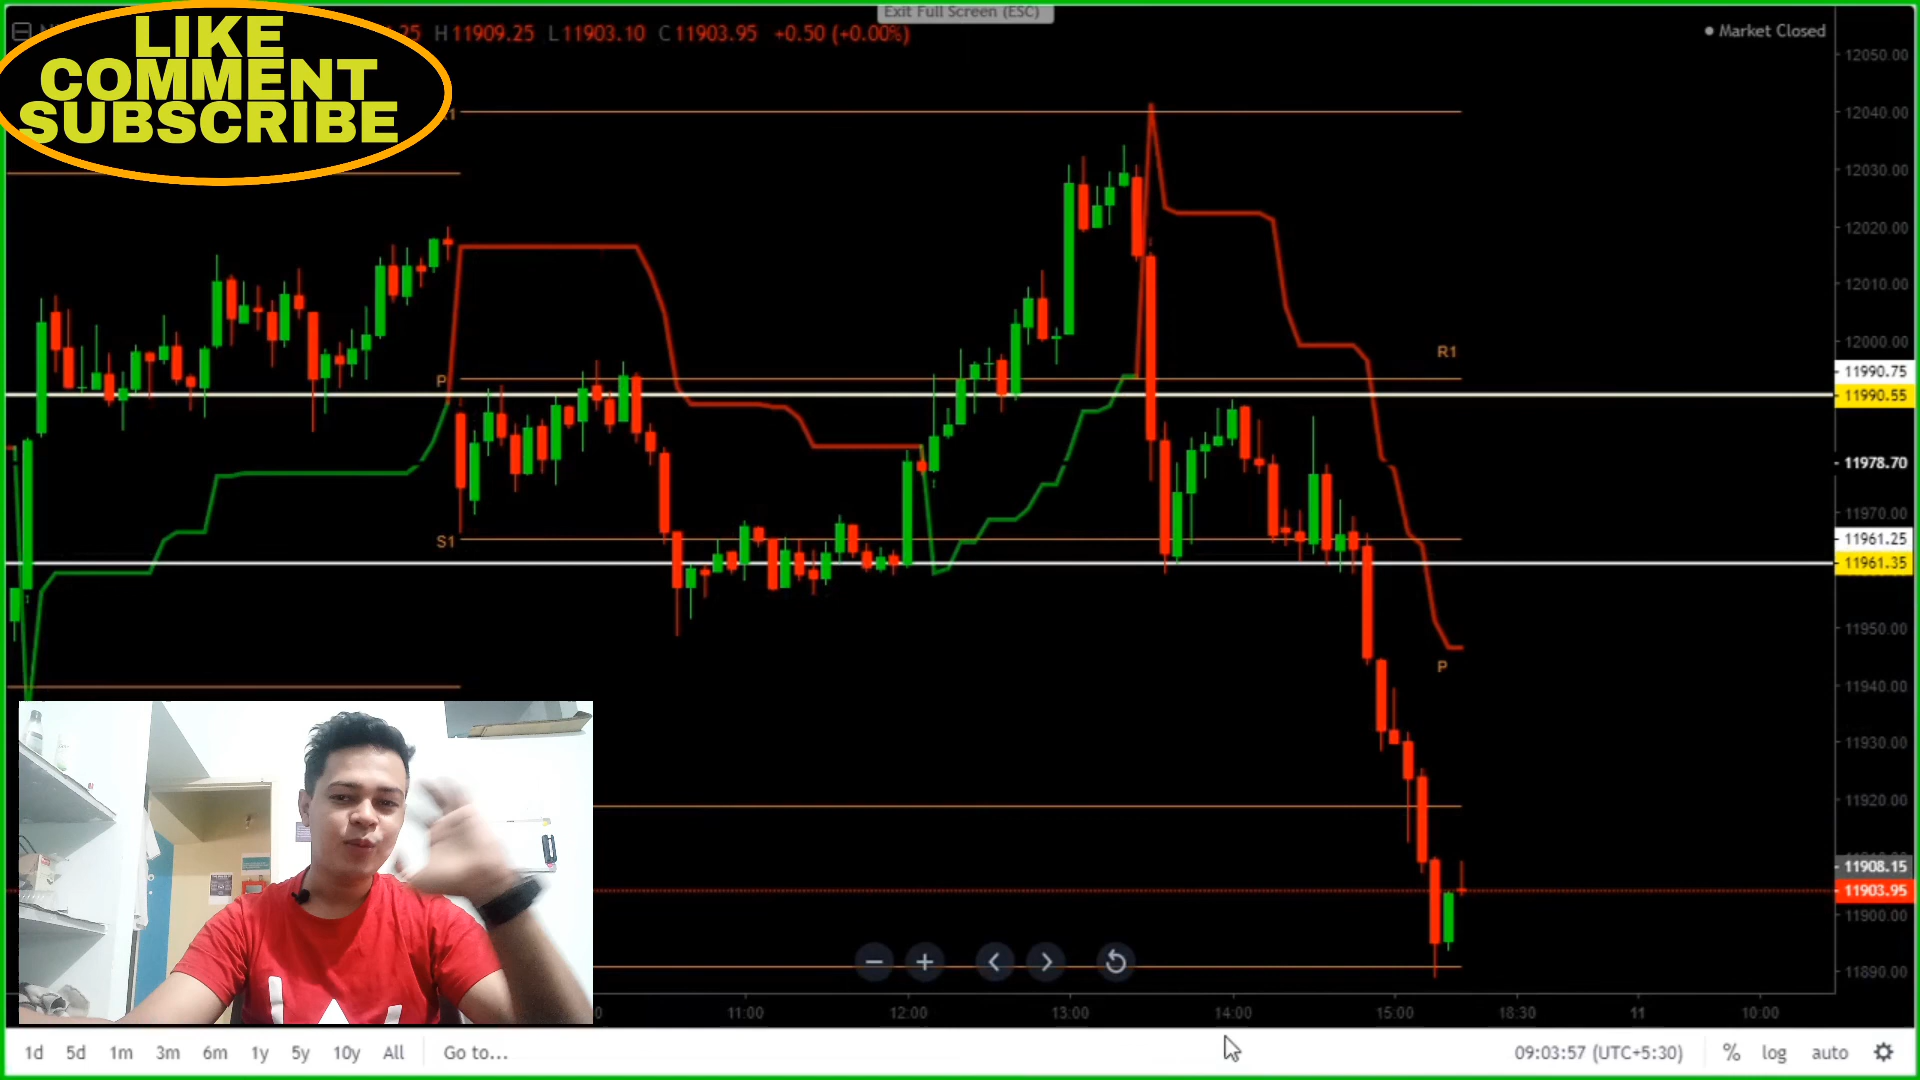 Exit Full Screen (ESC)
LIKE
COMMENT
SUBSCRIBE
25 H11909.25 L11903.10 C11903.95 +0.50 (+0.00%)
Market Closed
12050.00
12040.00
12030.00
12020.00
12010.00
12000.00
R1
11990.75
P
11990.55
11978.70
11970.00
S1
11961.25
11961.35
11950.00
P
11940.00
11930.00
11920.00
11908.15
11903.95
11900.00
11890.00
11:00 12:00 13:00 14:00 15:00 18:30 11 10:00
1d 5d 1m 3m 6m 1y 5y 10y All Go to... 09:03:57 (UTC+5:30) % log auto